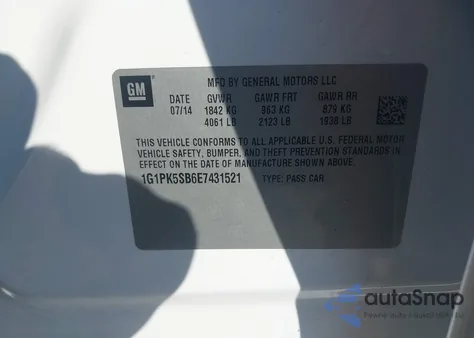 GM
MFD BY GENERAL MOTORS LLC
DATE GVWR GAWR FRT GAWR RR
07/14 1842 KG 963 KG 879 KG
4061 LB 2123 LB 1938 LB
THIS VEHICLE CONFORMS TO ALL APPLICABLE U.S. FEDERAL MOTOR
VEHICLE SAFETY, BUMPER, AND THEFT PREVENTION STANDARDS IN
EFFECT ON THE DATE OF MANUFACTURE SHOWN ABOVE.
1G1PK5SB6E7431521 TYPE: PASS CAR
autoSnap